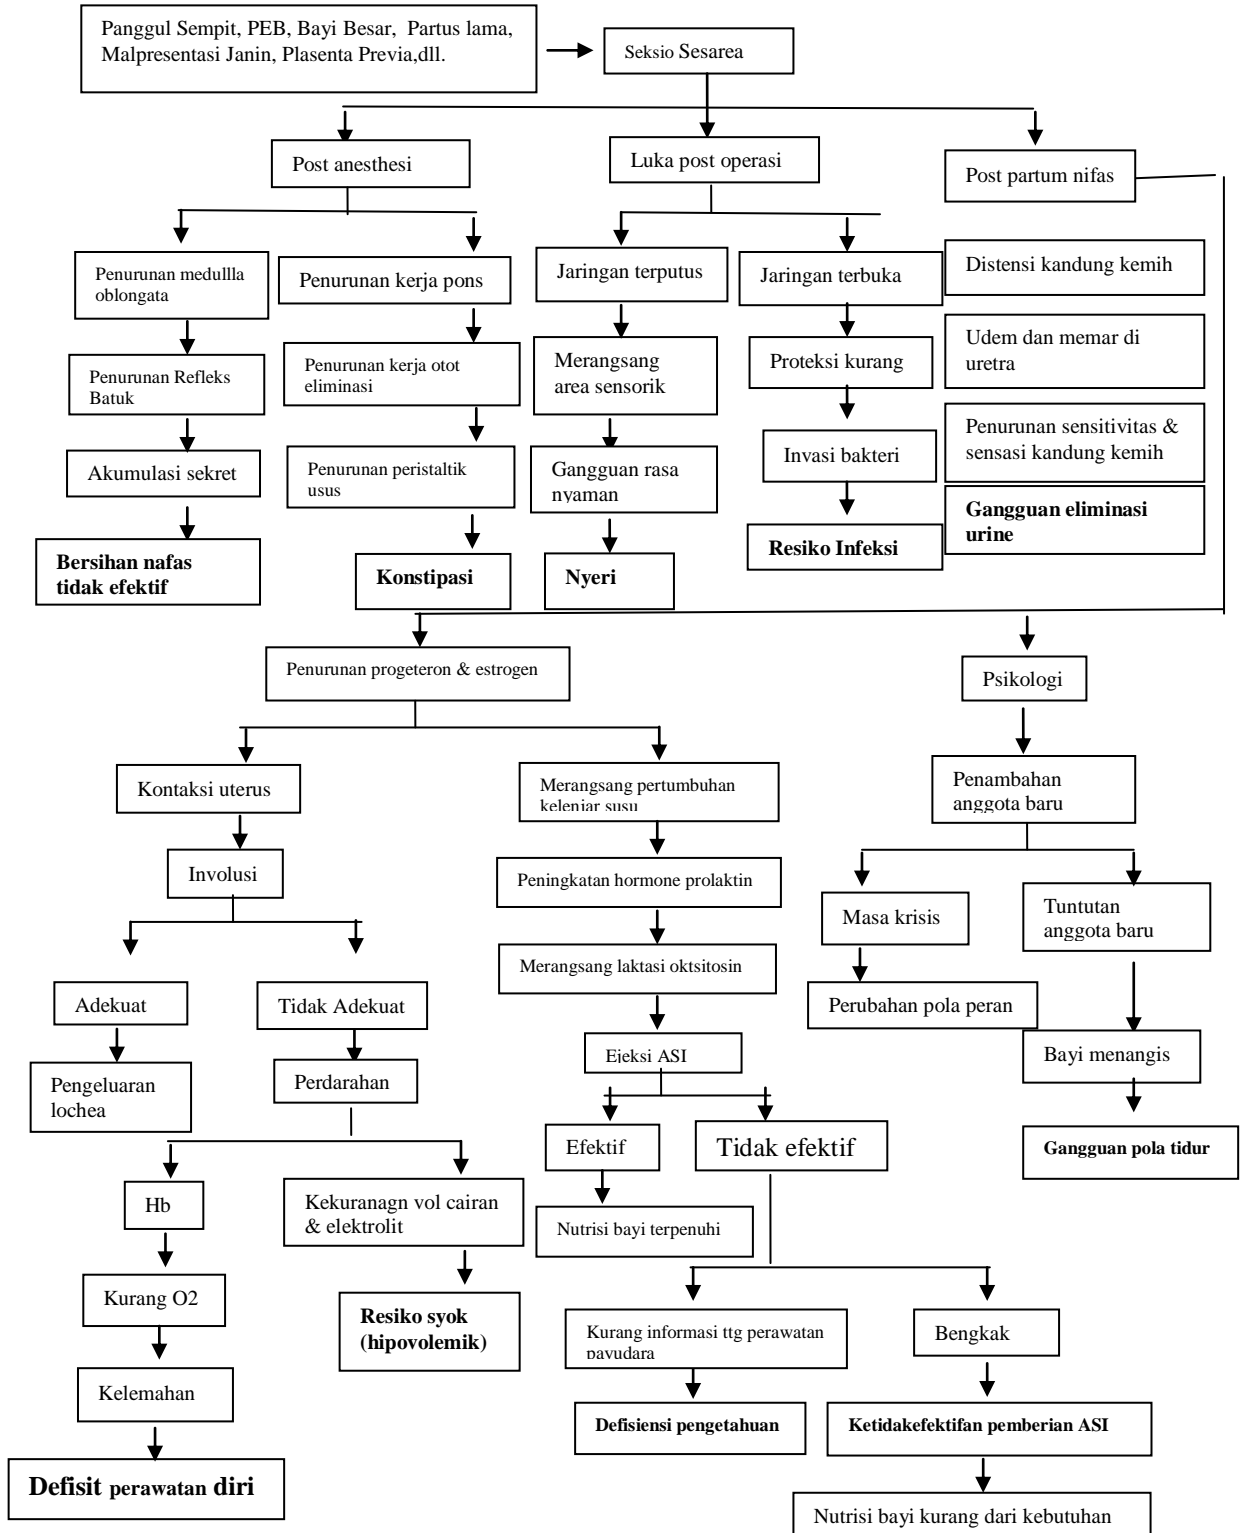 Panggul Sempit, PEB, Bayi Besar, Partus lama,
Malpresentasi Janin, Plasenta Previa,dll.
Seksio Sesarea
Post anesthesi
Luka post operasi
Post partum nifas
Penurunan medullla
oblongata
Penurunan kerja pons
Jaringan terputus
Jaringan terbuka
Distensi kandung kemih
Penurunan Refleks
Batuk
Penurunan kerja otot
eliminasi
Merangsang
area sensorik
Proteksi kurang
Udem dan memar di
uretra
Akumulasi sekret
Penurunan peristaltik
usus
Gangguan rasa
nyaman
Invasi bakteri
Penurunan sensitivitas &
sensasi kandung kemih
Bersihan nafas
tidak efektif
Konstipasi
Nyeri
Resiko Infeksi
Gangguan eliminasi
urine
Penurunan progeteron & estrogen
Psikologi
Kontaksi uterus
Merangsang pertumbuhan
kelenjar susu
Penambahan
anggota baru
Involusi
Peningkatan hormone prolaktin
Masa krisis
Tuntutan
anggota baru
Adekuat
Tidak Adekuat
Merangsang laktasi oktsitosin
Perubahan pola peran
Pengeluaran
lochea
Perdarahan
Ejeksi ASI
Bayi menangis
Efektif
Tidak efektif
Gangguan pola tidur
Hb
Kekuranagn vol cairan
& elektrolit
Nutrisi bayi terpenuhi
Kurang O2
Resiko syok
(hipovolemik)
Kurang informasi ttg perawatan
payudara
Bengkak
Kelemahan
Defisiensi pengetahuan
Ketidakefektifan pemberian ASI
Defisit perawatan diri
Nutrisi bayi kurang dari kebutuhan